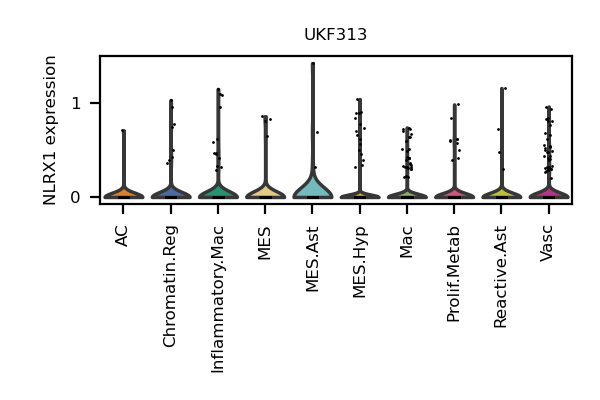 UKF313
NLRX1 expression
1
0
AC
Chromatin.Reg
Inflammatory.Mac
MES
MES.Ast
MES.Hyp
Mac
Prolif.Metab
Reactive.Ast
Vasc